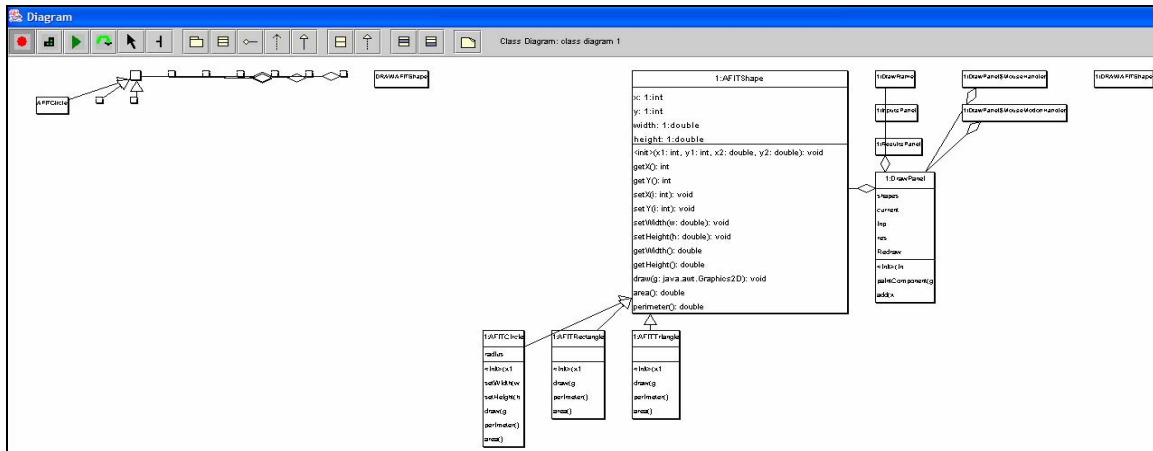 Diagram
Class Diagram: class diagram 1
AFITCircle
DRAWAFITShape
1:AFITShape
x: 1:int
y: 1:int
width: 1:double
height: 1:double
<init>(x1: int, y1: int, x2: double, y2: double): void
getX(): int
getY(): int
setX(i: int): void
setY(i: int): void
setWidth(w: double): void
setHeight(h: double): void
getWidth(): double
getHeight(): double
draw(g: java.awt.Graphics2D): void
area(): double
perimeter(): double
1:DrawFrame
1:InputsPanel
1:ResultsPanel
1:DrawPanel
shapes
current
inp
res
Redraw
<init>(in
paintComponent(g
add(x
1:DrawPanel$MouseHandler
1:DrawPanel$MouseMotionHandler
1:DRAWAFITShape
1:AFITCircle
radius
<init>(x1
setWidth(w
setHeight(h
draw(g
perimeter()
area()
1:AFITRectangle
<init>(x1
draw(g
perimeter()
area()
1:AFITTriangle
<init>(x1
draw(g
perimeter()
area()